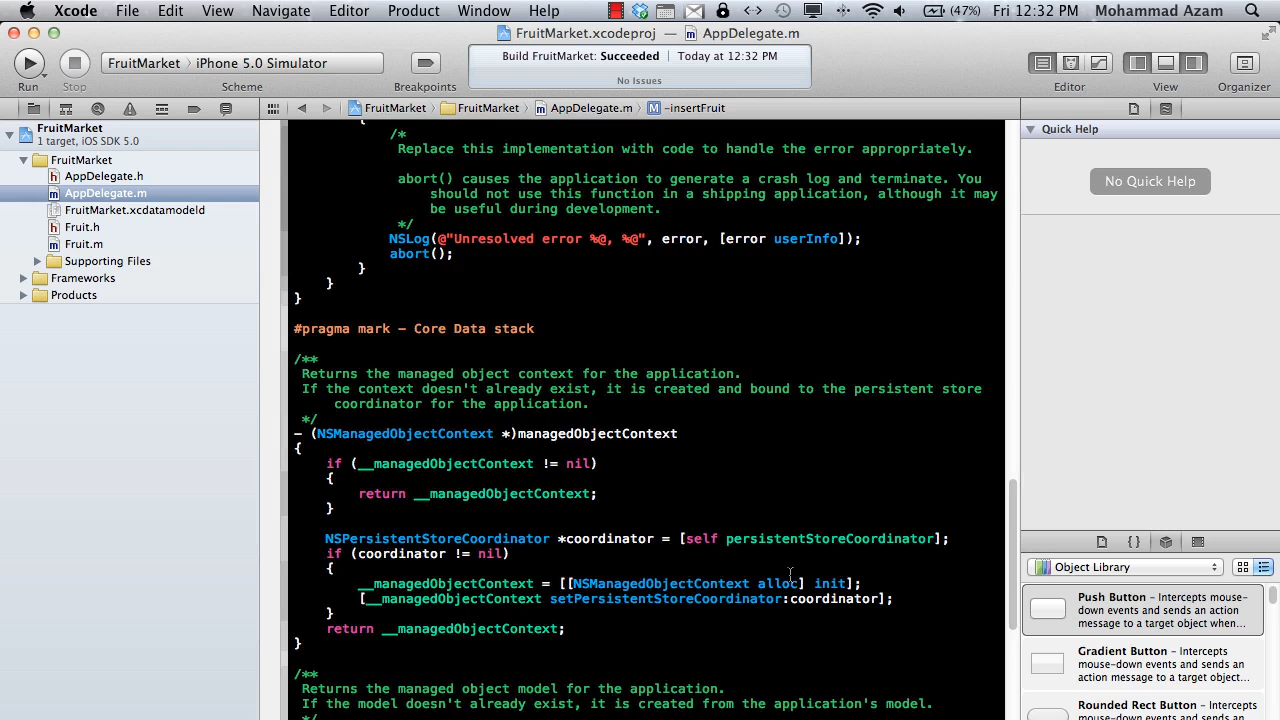 Xcode File Edit View Navigate Editor Product Window Help (47%) Fri 12:32 PM Mohammad Azam
FruitMarket.xcodeproj — AppDelegate.m
FruitMarket iPhone 5.0 Simulator
Build FruitMarket: Succeeded Today at 12:32 PM
No Issues
Run Stop Scheme Breakpoints Editor View Organizer
FruitMarket FruitMarket AppDelegate.m M -insertFruit
FruitMarket
1 target, iOS SDK 5.0
FruitMarket
h AppDelegate.h
m AppDelegate.m
FruitMarket.xcdatamodeld
h Fruit.h
m Fruit.m
Supporting Files
Frameworks
Products
{
/*
Replace this implementation with code to handle the error appropriately.
abort() causes the application to generate a crash log and terminate. You
should not use this function in a shipping application, although it may
be useful during development.
*/
NSLog(@"Unresolved error %@, %@", error, [error userInfo]);
abort();
}
}
}
#pragma mark - Core Data stack
/**
Returns the managed object context for the application.
If the context doesn't already exist, it is created and bound to the persistent store
coordinator for the application.
*/
- (NSManagedObjectContext *)managedObjectContext
{
if (__managedObjectContext != nil)
{
return __managedObjectContext;
}
NSPersistentStoreCoordinator *coordinator = [self persistentStoreCoordinator];
if (coordinator != nil)
{
__managedObjectContext = [[NSManagedObjectContext alloc] init];
[__managedObjectContext setPersistentStoreCoordinator:coordinator];
}
return __managedObjectContext;
}
/**
Returns the managed object model for the application.
If the model doesn't already exist, it is created from the application's model.
*/
Quick Help
No Quick Help
{}
Object Library
Push Button – Intercepts mouse-
down events and sends an action
message to a target object when...
Gradient Button – Intercepts
mouse-down events and sends an
action message to a target object...
Rounded Rect Button – Intercepts
mouse-down events and sends an